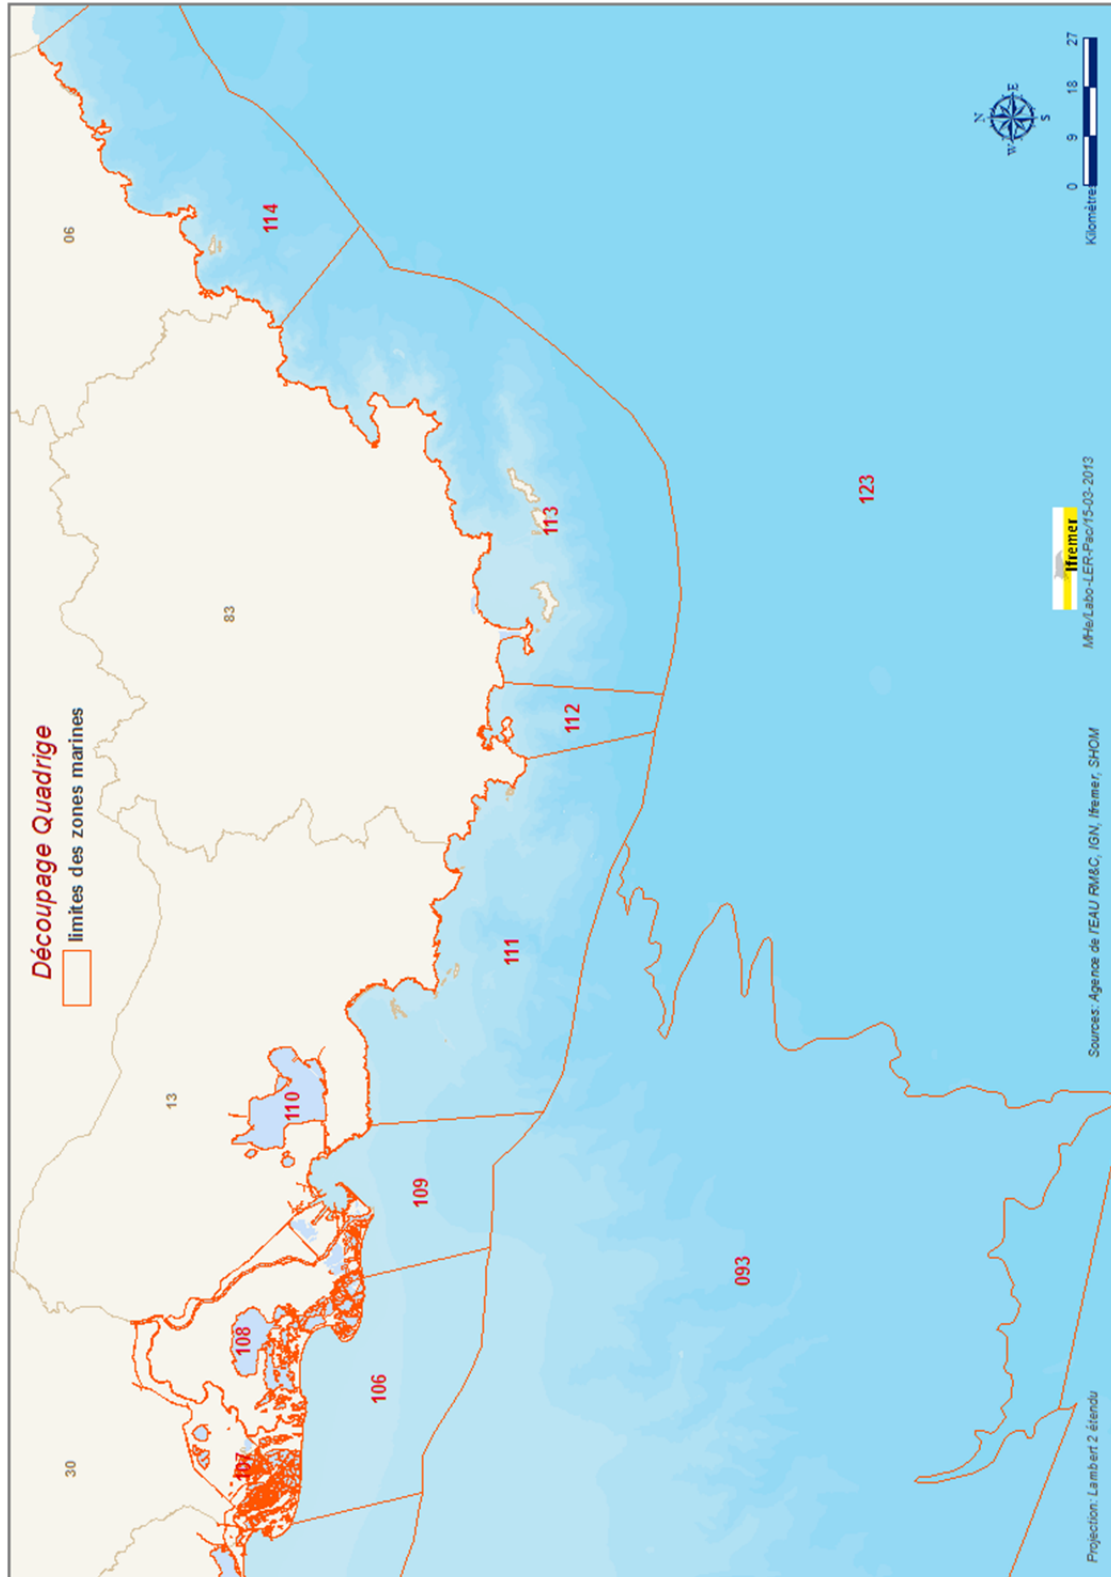 Découpage Quadrige
limites des zones marines
30
13
83
06
107
108
110
106
109
111
112
113
114
093
123
N
W
E
S
0 9 18 27
Kilomètres
Ifremer
Projection: Lambert 2 étendu
Sources: Agence de l'EAU RM&C, IGN, Ifremer, SHOM
MHe/Labo-LER-Pac/15-03-2013